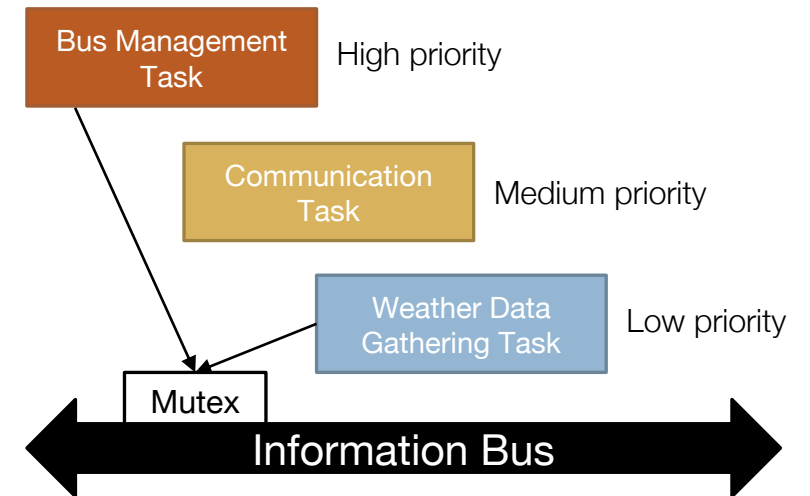 Bus Management
Task
High priority
Communication
Task
Medium priority
Weather Data
Gathering Task
Low priority
Mutex
Information Bus